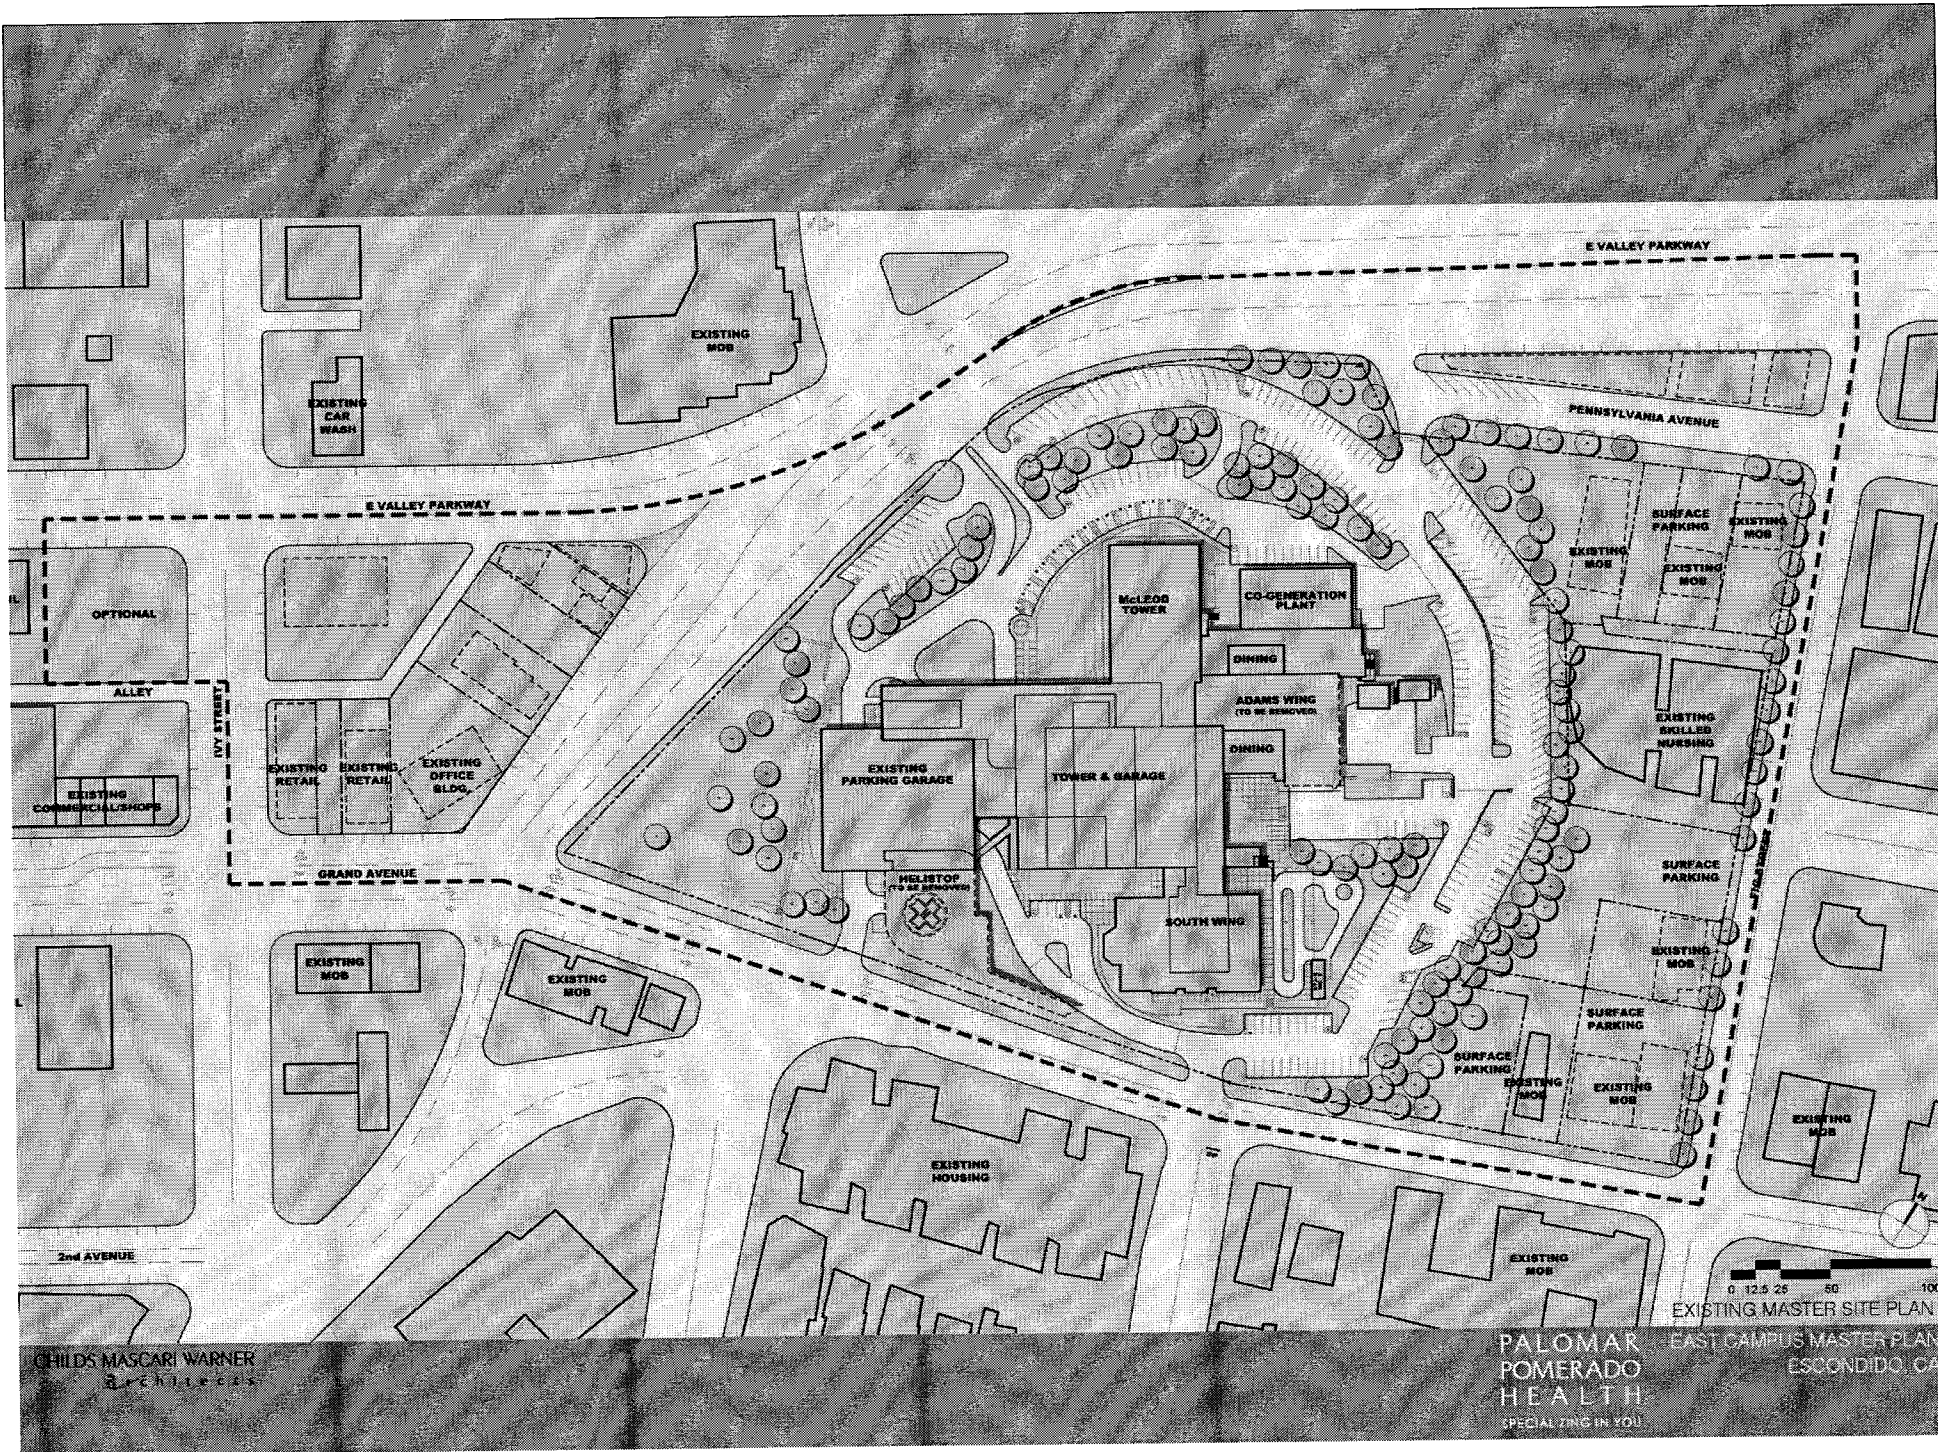 E VALLEY PARKWAY
EXISTING
MOB
EXISTING
CAR
WASH
PENNSYLVANIA AVENUE
E VALLEY PARKWAY
SURFACE
PARKING
EXISTING
MOB
EXISTING
MOB
EXISTING
MOB
OPTIONAL
McLEOD
TOWER
CO-GENERATION
PLANT
DINING
ALLEY
IVY STREET
ADAMS WING
(TO BE REMOVED)
EXISTING
SKILLED
NURSING
DINING
EXISTING
RETAIL
EXISTING
RETAIL
EXISTING
OFFICE
BLDG.
EXISTING
PARKING GARAGE
TOWER & GARAGE
EXISTING
COMMERCIAL/SHOPS
GRAND AVENUE
HELISTOP
(TO BE REMOVED)
SURFACE
PARKING
SOUTH WING
EXISTING
MOB
EXISTING
MOB
EXISTING
MOB
SURFACE
PARKING
SURFACE
PARKING
EXISTING
MOB
EXISTING
MOB
EXISTING
MOB
EXISTING
HOUSING
2nd AVENUE
EXISTING
MOB
N
0 12.5 25 50 100
EXISTING MASTER SITE PLAN
CHILDS MASCARI WARNER
architects
PALOMAR
POMERADO
HEALTH
SPECIALIZING IN YOU
EAST CAMPUS MASTER PLAN
ESCONDIDO, CA